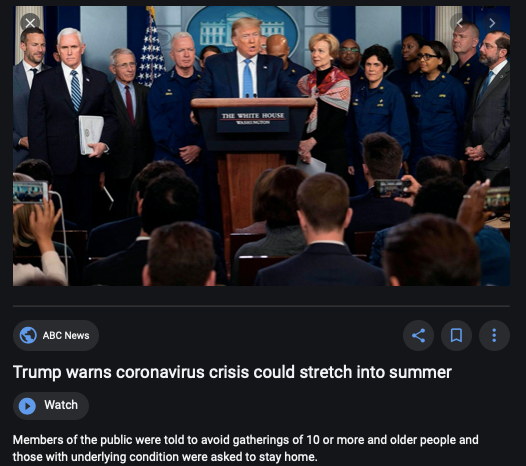 THE WHITE HOUSE
WASHINGTON
ABC News
Trump warns coronavirus crisis could stretch into summer
Watch
Members of the public were told to avoid gatherings of 10 or more and older people and
those with underlying condition were asked to stay home.